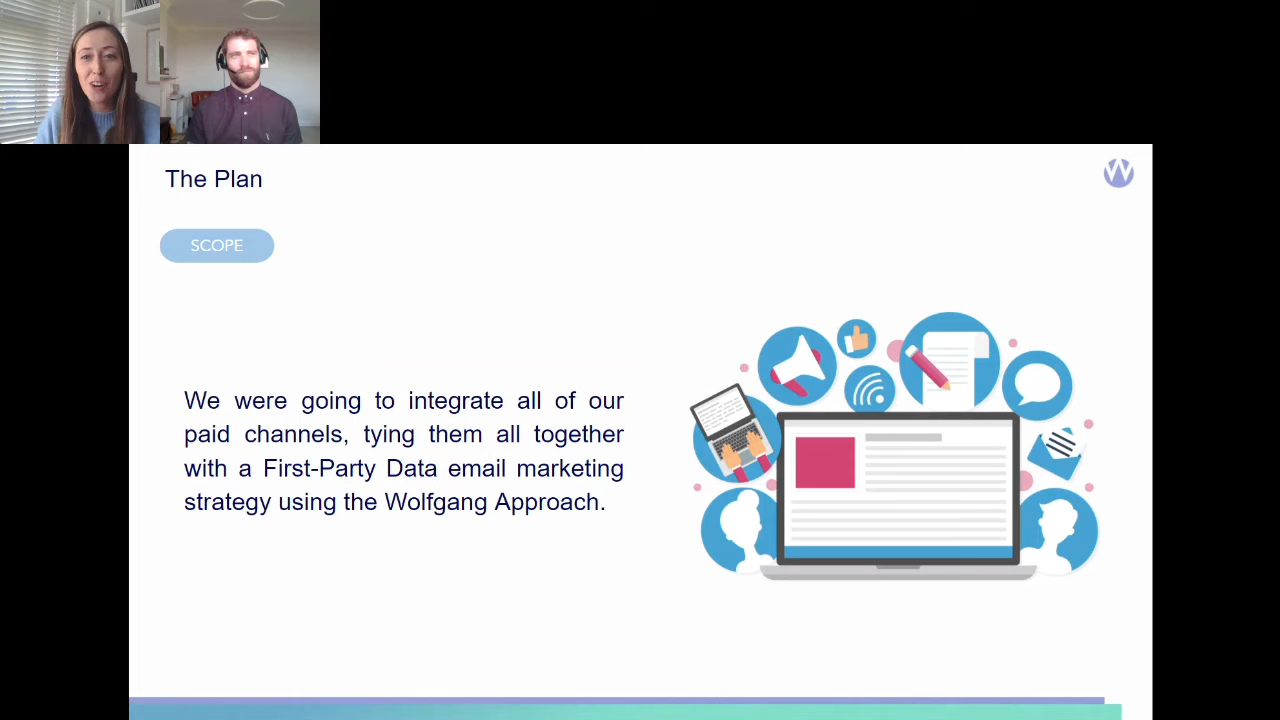 The Plan
SCOPE
We were going to integrate all of our
paid channels, tying them all together
with a First-Party Data email marketing
strategy using the Wolfgang Approach.